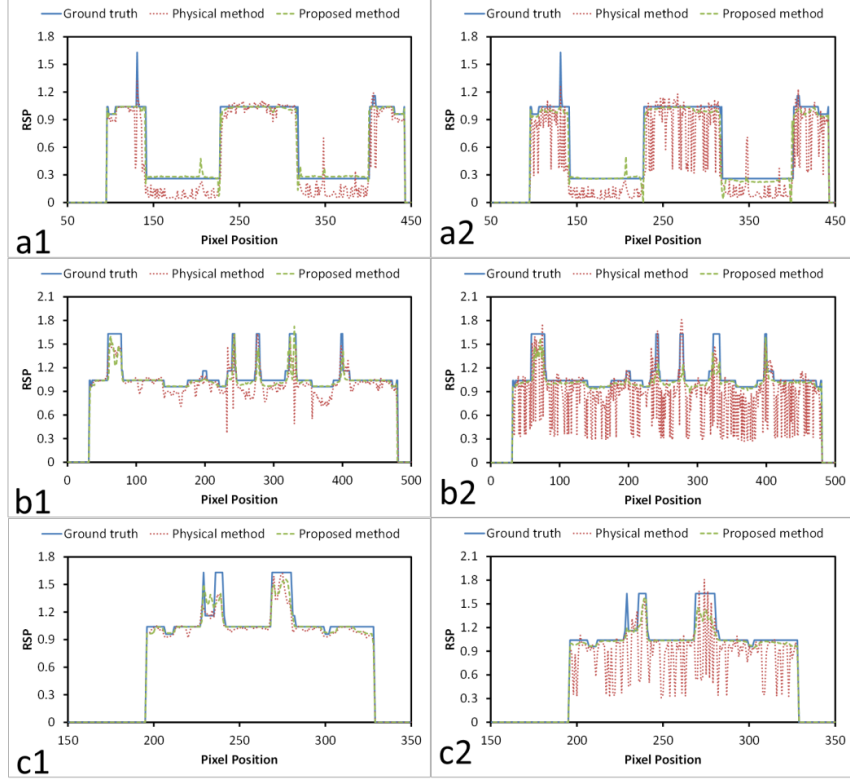 Ground truth Physical method Proposed method
1.8
1.5
1.2
0.9
0.6
0.3
0
RSP
50 150 250 350 450
Pixel Position
a1
Ground truth Physical method Proposed method
1.8
1.5
1.2
0.9
0.6
0.3
0
RSP
50 150 250 350 450
Pixel Position
a2
Ground truth Physical method Proposed method
2.1
1.8
1.5
1.2
0.9
0.6
0.3
0
RSP
0 100 200 300 400 500
Pixel Position
b1
Ground truth Physical method Proposed method
2.1
1.8
1.5
1.2
0.9
0.6
0.3
0
RSP
0 100 200 300 400 500
Pixel Position
b2
Ground truth Physical method Proposed method
1.8
1.5
1.2
0.9
0.6
0.3
0
RSP
150 200 250 300 350
Pixel Position
c1
Ground truth Physical method Proposed method
2.1
1.8
1.5
1.2
0.9
0.6
0.3
0
RSP
150 200 250 300 350
Pixel Position
c2